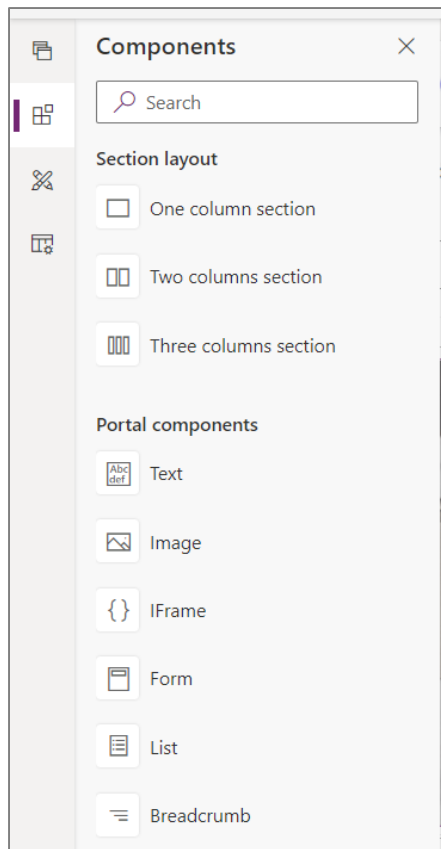 Components
Search
Section layout
One column section
Two columns section
Three columns section
Portal components
Abc
def
Text
Image
{ } IFrame
Form
List
Breadcrumb